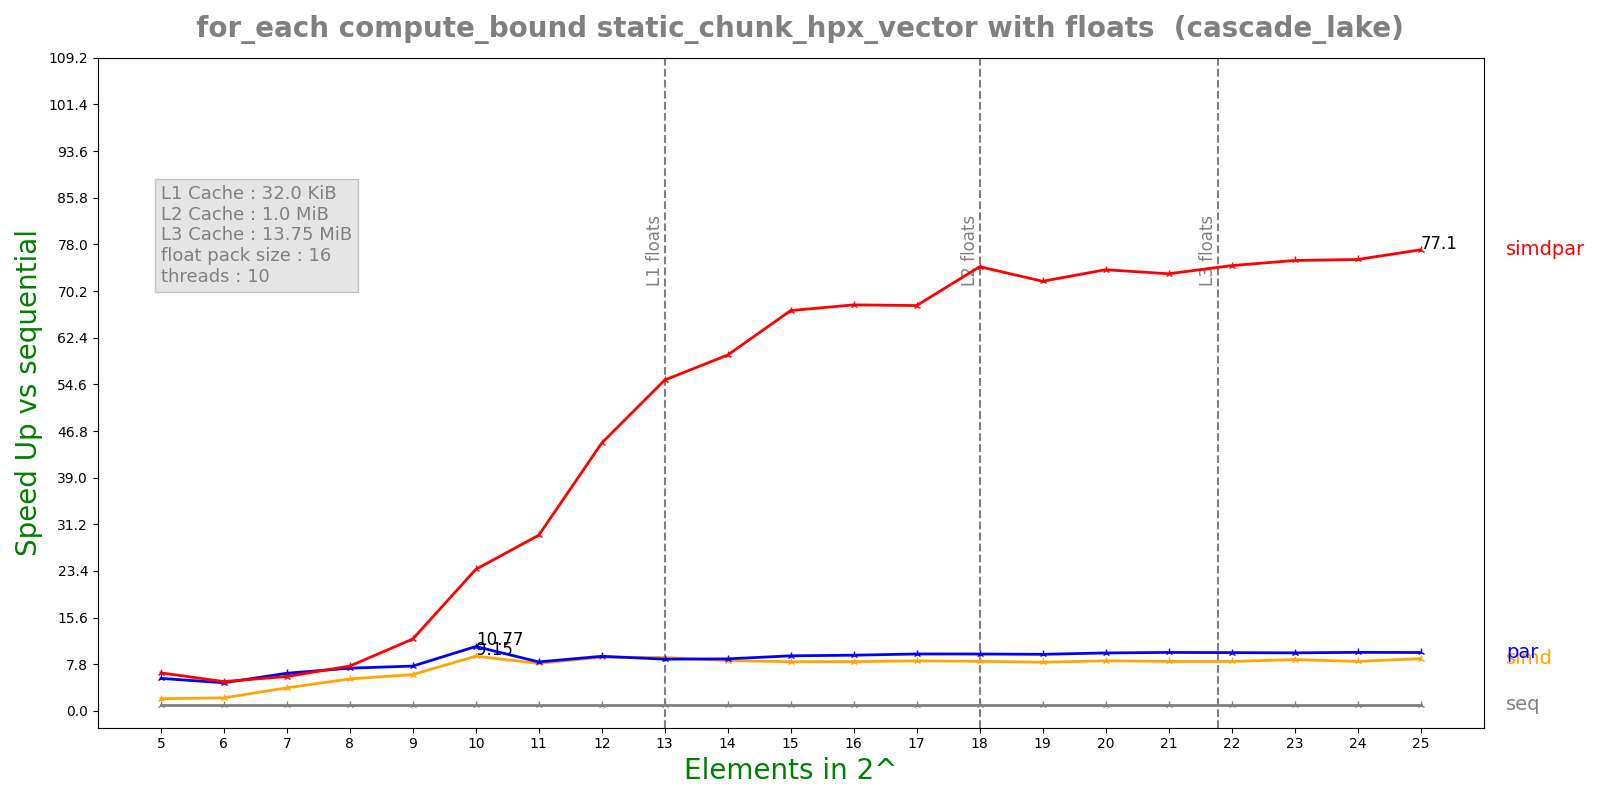 for_each compute_bound static_chunk_hpx_vector with floats (cascade_lake)
Speed Up vs sequential
109.2
101.4
93.6
85.8
78.0
70.2
62.4
54.6
46.8
39.0
31.2
23.4
15.6
7.8
0.0
L1 Cache : 32.0 KiB
L2 Cache : 1.0 MiB
L3 Cache : 13.75 MiB
float pack size : 16
threads : 10
L1 floats
L2 floats
L3 floats
77.1
10.77
9.15
simdpar
par
simd
seq
5 6 7 8 9 10 11 12 13 14 15 16 17 18 19 20 21 22 23 24 25
Elements in 2^